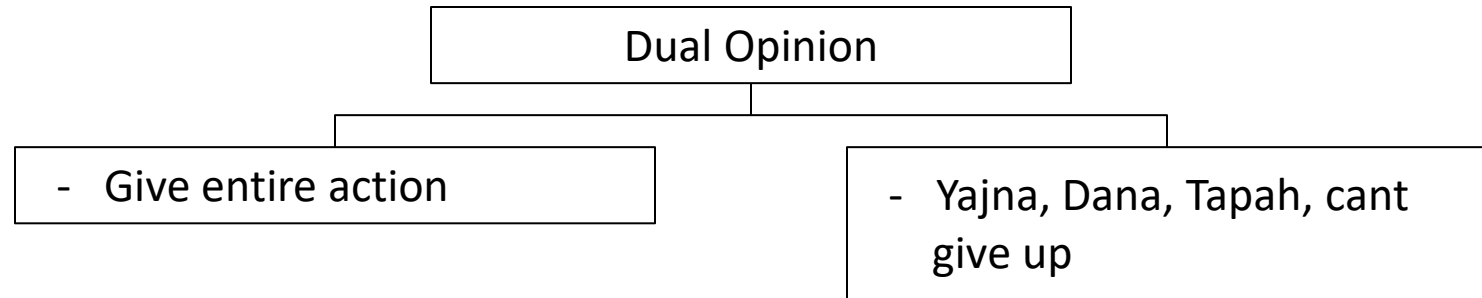 Dual Opinion
- Give entire action
- Yajna, Dana, Tapah, cant
give up